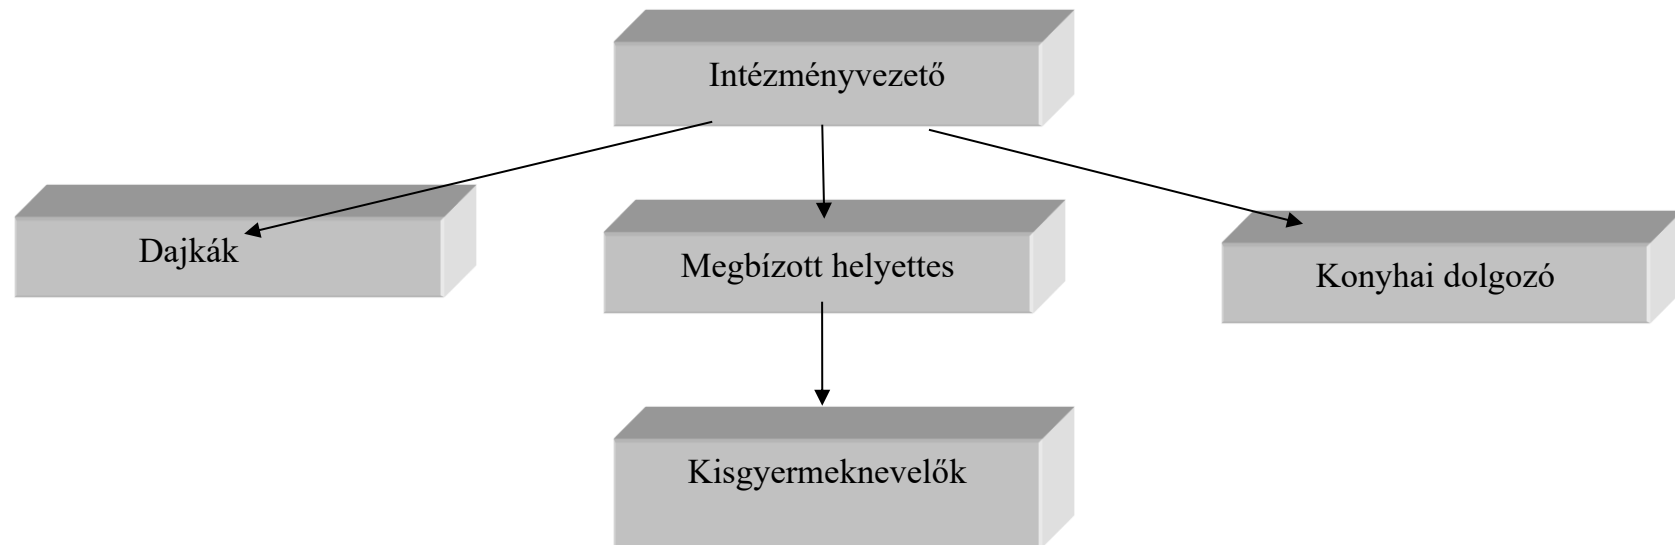 Intézményvezető
Dajkák
Megbízott helyettes
Konyhai dolgozó
Kisgyermeknevelők